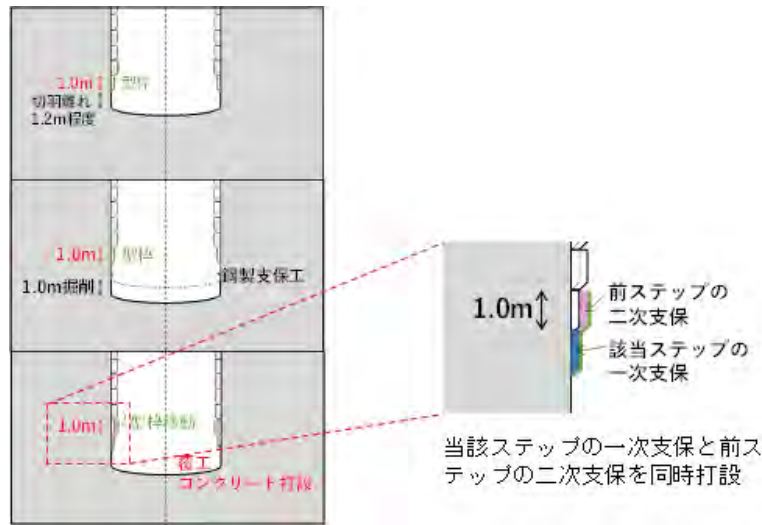 1.0m
型枠
切羽離れ
1.2m程度
1.0m
型枠
鋼製支保工
1.0m掘削
1.0m
型枠移動
覆工
コンクリート打設
1.0m
前ステップの
二次支保
該当ステップの
一次支保
当該ステップの一次支保と前ス
テップの二次支保を同時打設